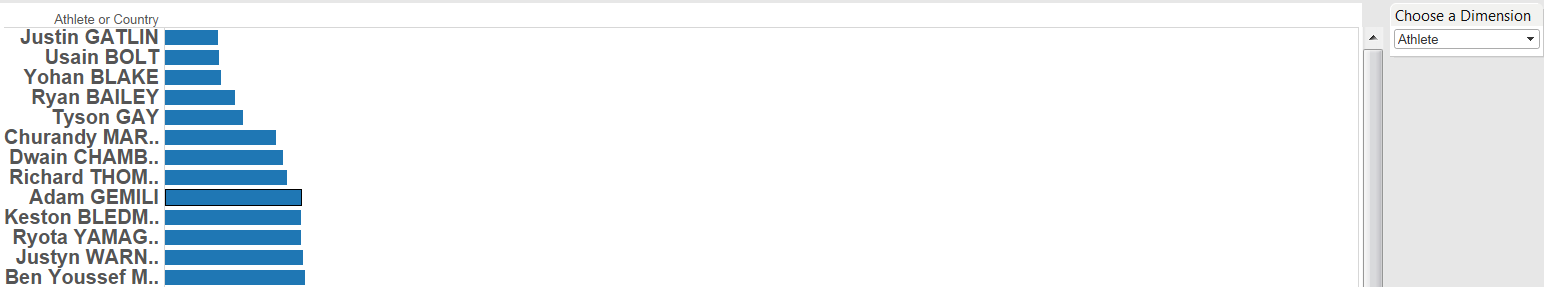 Athlete or Country
Justin GATLIN
Usain BOLT
Yohan BLAKE
Ryan BAILEY
Tyson GAY
Churandy MAR..
Dwain CHAMB..
Richard THOM..
Adam GEMILI
Keston BLEDM..
Ryota YAMAG..
Justyn WARN..
Ben Youssef M..
Choose a Dimension
Athlete